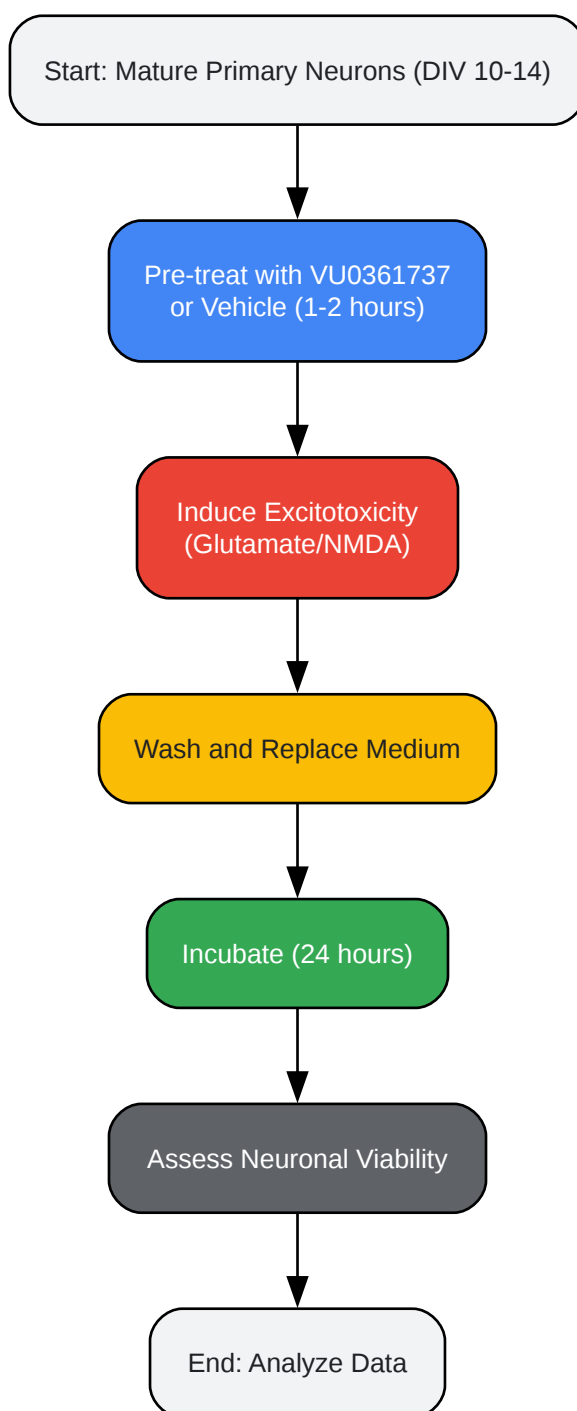 Start: Mature Primary Neurons (DIV 10-14)
Pre-treat with VU0361737
or Vehicle (1-2 hours)
Induce Excitotoxicity
(Glutamate/NMDA)
Wash and Replace Medium
Incubate (24 hours)
Assess Neuronal Viability
End: Analyze Data